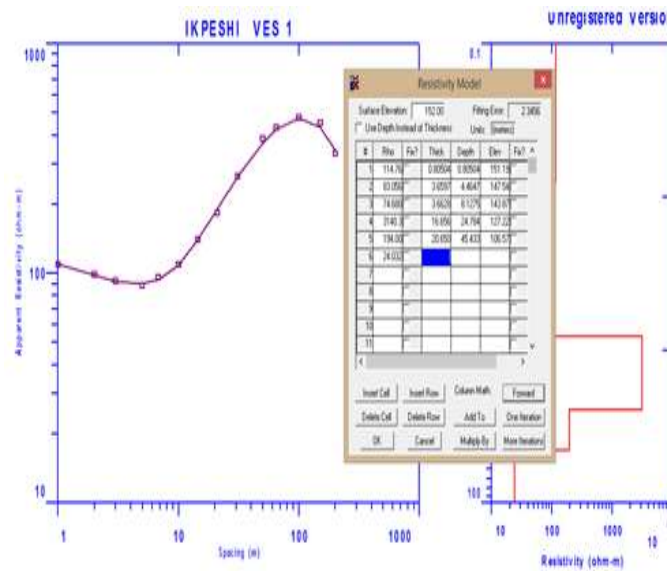 IKPESHI VES 1
Unregistered Versio
1000
100
10
Apparent Resistivity (ohm-m)
1 10 100 1000
Spacing (m)
Resistivity Model
Surface Elevation: 152.00 Fitting Error: 2.3456
Use Depth Instead of Thickness Units: (meters)
# Rho Fix? Thick Depth Elev Fix?
1 114.76 0.80504 0.80504 151.19
2 83.056 3.6597 4.4647 147.54
3 74.688 3.6628 8.1275 143.87
4 3148.3 16.656 24.784 127.22
5 194.00 20.650 45.433 106.57
6 24.032
7
8
9
10
11
Insert Cell Insert Row Column Math: Forward
Delete Cell Delete Row Add To One Iteration
OK Cancel Multiply By More Iterations
0.1
100
10 100 1000 10
Resistivity (ohm-m)